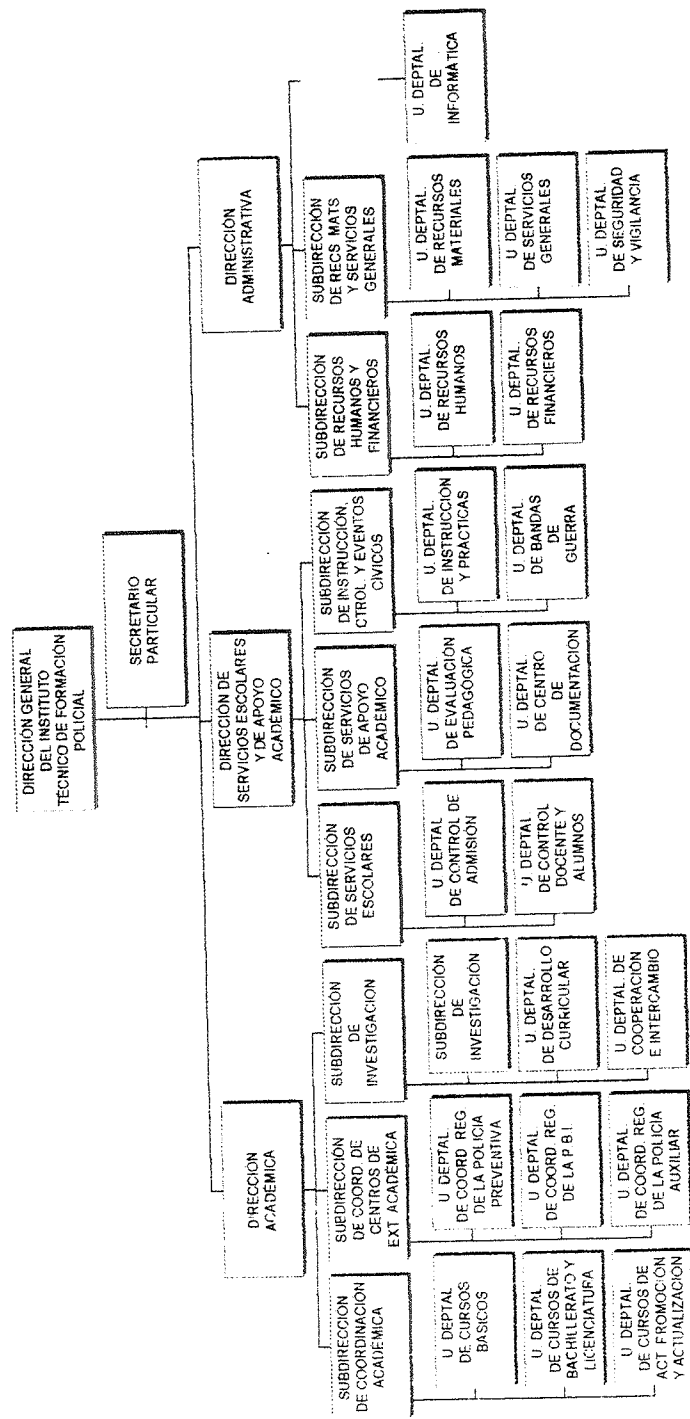 DIRECCIÓN GENERAL
DEL INSTITUTO
TÉCNICO DE FORMACIÓN
POLICIAL
SECRETARIO
PARTICULAR
DIRECCIÓN
ACADÉMICA
DIRECCIÓN DE
SERVICIOS ESCOLARES
Y DE APOYO
ACADÉMICO
DIRECCIÓN
ADMINISTRATIVA
SUBDIRECCIÓN
DE COORDINACIÓN
ACADÉMICA
SUBDIRECCIÓN
DE COORD. DE
CENTROS DE
EXT ACADÉMICA
SUBDIRECCIÓN
DE
INVESTIGACION
SUBDIRECCIÓN
DE SERVICIOS
ESCOLARES
SUBDIRECCIÓN
DE SERVICIOS
DE APOYO
ACADÉMICO
SUBDIRECCIÓN
DE INSTRUCCIÓN,
CTROL. Y EVENTOS
CÍVICOS
SUBDIRECCIÓN
DE RECURSOS
HUMANOS Y
FINANCIEROS
SUBDIRECCIÓN
DE RECS MATS
Y SERVICIOS
GENERALES
U DEPTAL
DE CURSOS
BASICOS
U DEPTAL.
DE COORD REG
DE LA POLICIA
PREVENTIVA
SUBDIRECCIÓN
DE
INVESTIGACIÓN
U DEPTAL
DE CONTROL DE
ADMISIÓN
U DEPTAL
DE EVALUACIÓN
PEDAGÓGICA
U. DEPTAL.
DE INSTRUCCIÓN
Y PRÁCTICAS
U. DEPTAL.
DE RECURSOS
HUMANOS
U. DEPTAL.
DE RECURSOS
MATERIALES
U. DEPTAL.
DE
INFORMÁTICA
U DEPTAL.
DE CURSOS DE
BACHILLERATO Y
LICENCIATURA
U DEPTAL.
DE COORD. REG.
DE LA P.B.I.
U. DEPTAL
DE DESARROLLO
CURRICULAR
U DEPTAL
DE CONTROL
DOCENTE Y
ALUMNOS
U DEPTAL.
DE CENTRO
DE
DOCUMENTACION
U. DEPTAL.
DE BANDAS
DE
GUERRA
U. DEPTAL.
DE RECURSOS
FINANCIEROS
U DEPTAL.
DE SERVICIOS
GENERALES
U DEPTAL.
DE CURSOS DE
ACT PROMOCIÓN
Y ACTUALIZACION
U. DEPTAL.
DE COORD. REG.
DE LA POLICIA
AUXILIAR
U. DEPTAL. DE
COOPERACIÓN
E INTERCAMBIO
U. DEPTAL.
DE SEGURIDAD
Y VIGILANCIA